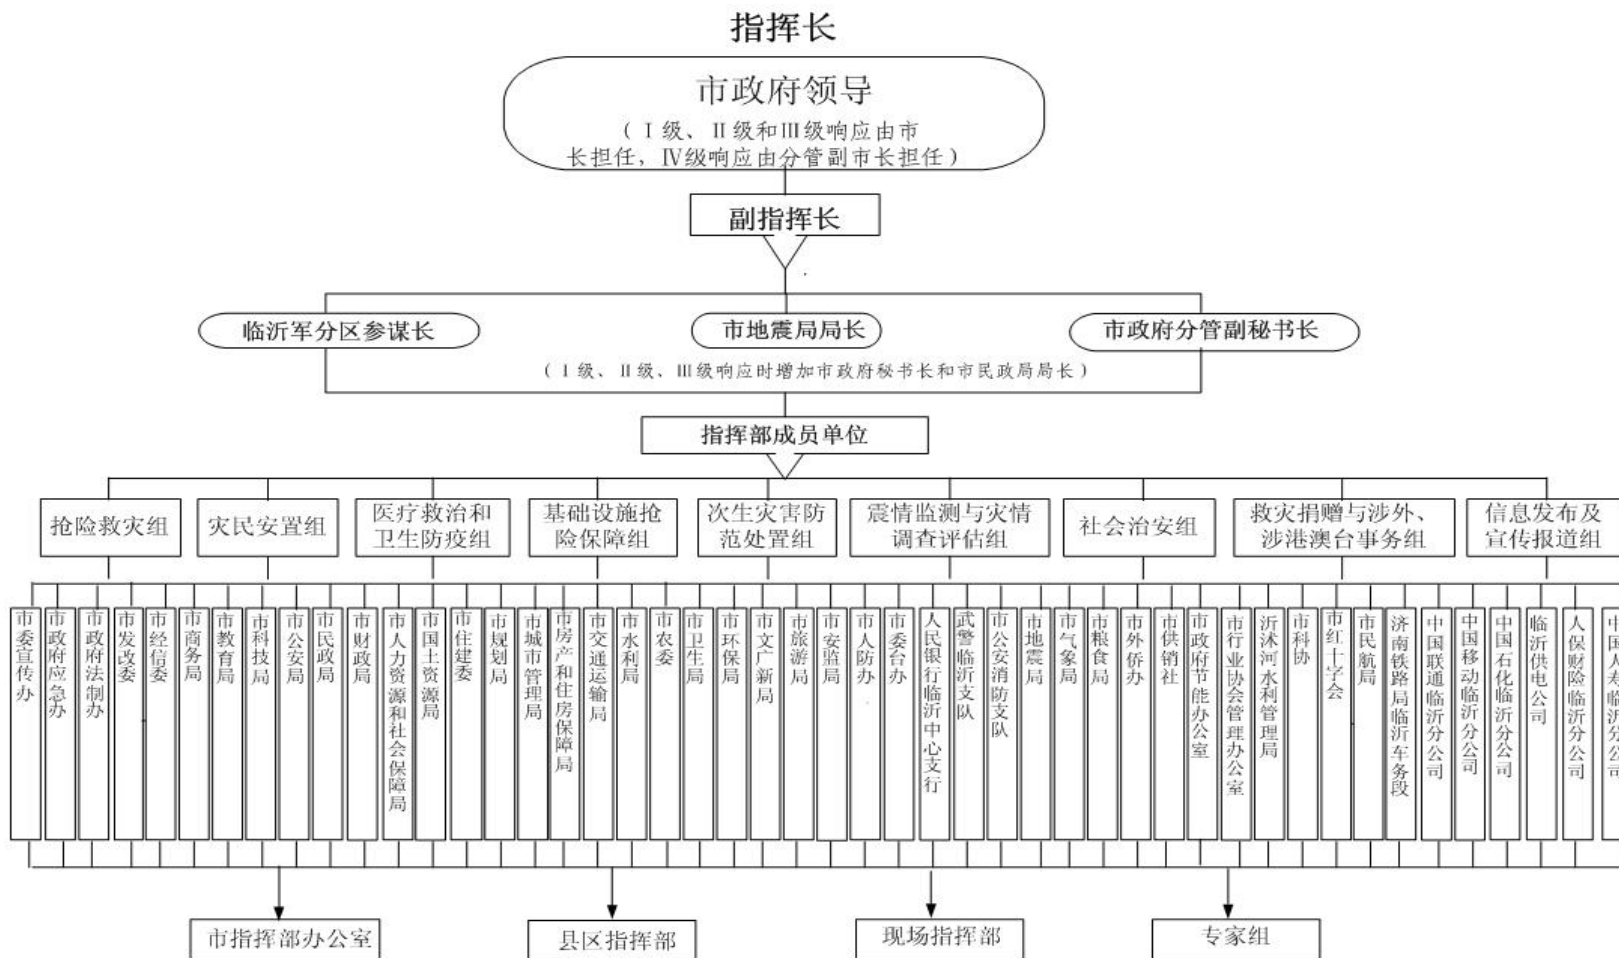 指挥长
市政府领导
（Ⅰ级、Ⅱ级和Ⅲ级响应由市
长担任，Ⅳ级响应由分管副市长担任）
副指挥长
临沂军分区参谋长
市地震局局长
市政府分管副秘书长
（Ⅰ级、Ⅱ级、Ⅲ级响应时增加市政府秘书长和市民政局局长）
指挥部成员单位
抢险救灾组
灾民安置组
医疗救治和
卫生防疫组
基础设施抢
险保障组
次生灾害防
范处置组
震情监测与灾情
调查评估组
社会治安组
救灾捐赠与涉外、
涉港澳台事务组
信息发布及
宣传报道组
市委宣传办
市政府应急办
市政府法制办
市发改委
市经信委
市商务局
市教育局
市科技局
市公安局
市民政局
市财政局
市人力资源和社会保障局
市国土资源局
市住建委
市规划局
市城市管理局
市房产和住房保障局
市交通运输局
市水利局
市农委
市卫生局
市环保局
市文广新局
市旅游局
市安监局
市人防办
市委台办
人民银行临沂中心支行
武警临沂支队
市公安消防支队
市地震局
市气象局
市粮食局
市外侨办
市供销社
市政府节能办公室
市行业协会管理办公室
沂沭河水利管理局
市科协
市红十字会
市民航局
济南铁路局临沂车务段
中国联通临沂分公司
中国移动临沂分公司
中国石化临沂分公司
临沂供电公司
人保财险临沂分公司
中国人寿临沂分公司
市指挥部办公室
县区指挥部
现场指挥部
专家组